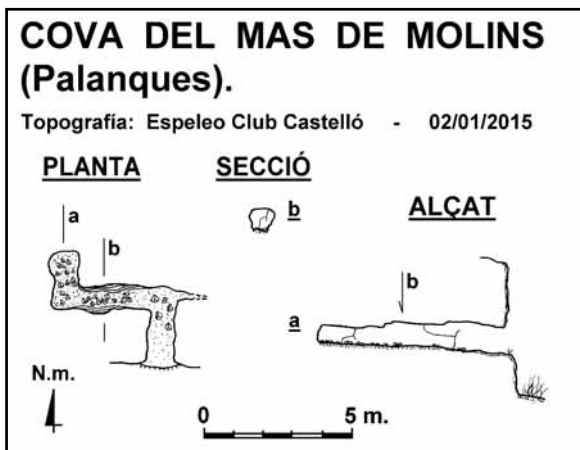 COVA DEL MAS DE MOLINS
(Palanques).
Topografía: Espeleo Club Castelló - 02/01/2015
PLANTA SECCIÓ
ALÇAT
a
b
b
b
a
N.m.
0 5 m.